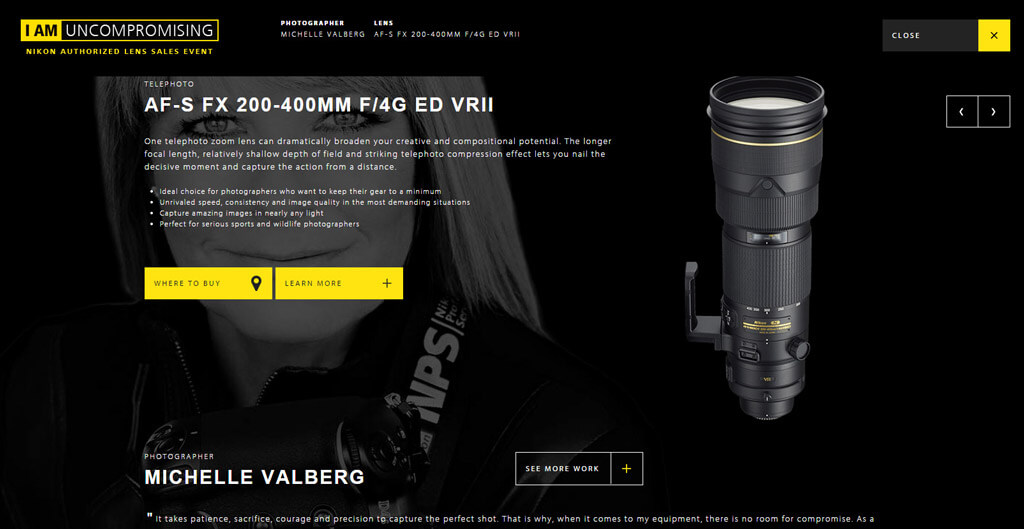 I AM UNCOMPROMISING
NIKON AUTHORIZED LENS SALES EVENT
PHOTOGRAPHER
MICHELLE VALBERG
LENS
AF-S FX 200-400MM F/4G ED VRII
CLOSE
TELEPHOTO
AF-S FX 200-400MM F/4G ED VRII
One telephoto zoom lens can dramatically broaden your creative and compositional potential. The longer
focal length, relatively shallow depth of field and striking telephoto compression effect lets you nail the
decisive moment and capture the action from a distance.
Ideal choice for photographers who want to keep their gear to a minimum
Unrivaled speed, consistency and image quality in the most demanding situations
Capture amazing images in nearly any light
Perfect for serious sports and wildlife photographers
WHERE TO BUY
LEARN MORE
NPS
PHOTOGRAPHER
MICHELLE VALBERG
SEE MORE WORK
" It takes patience, sacrifice, courage and precision to capture the perfect shot. That is why, when it comes to my equipment, there is no room for compromise. As a